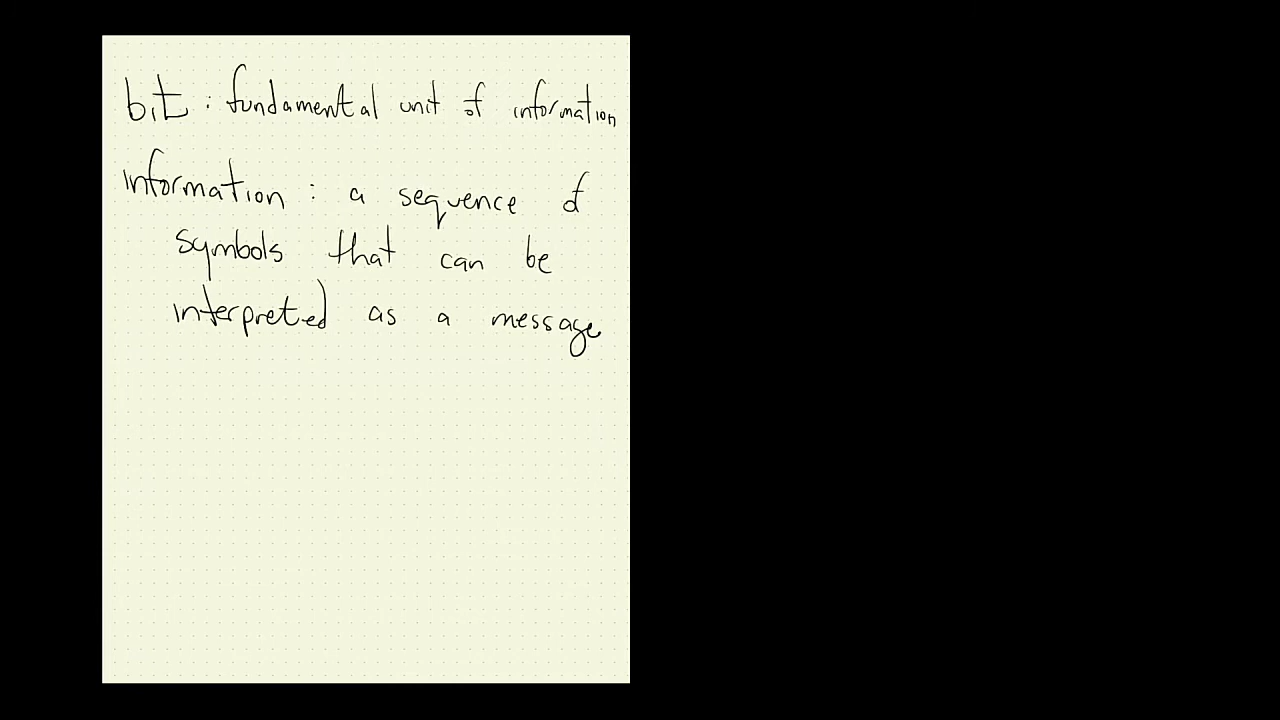 bit : fundamental unit of information
information : a sequence of
symbols that can be
interpreted as a message